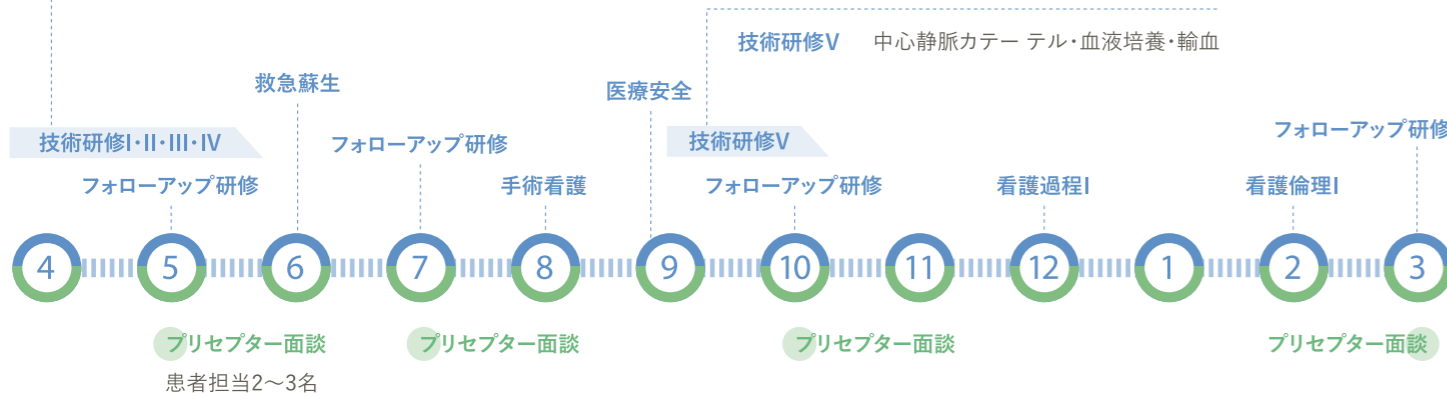 技術研修V 中心静脈カテーテル・血液培養・輸血
救急蘇生
医療安全
フォローアップ研修
技術研修I・II・III・IV
フォローアップ研修
技術研修V
フォローアップ研修
手術看護
フォローアップ研修
看護過程I
看護倫理I
4 5 6 7 8 9 10 11 12 1 2 3
プリセプター面談
プリセプター面談
プリセプター面談
プリセプター面談
患者担当2〜3名